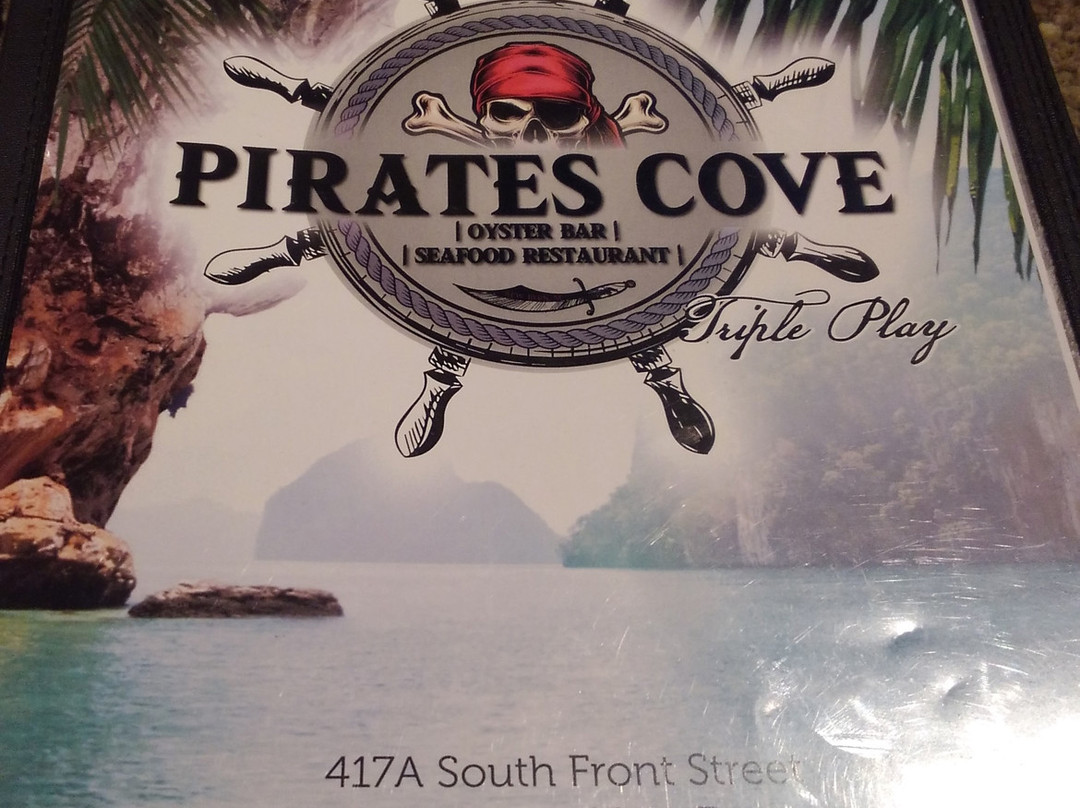 PIRATES COVE
| OYSTER BAR |
| SEAFOOD RESTAURANT |
Triple Play
417A South Front Street